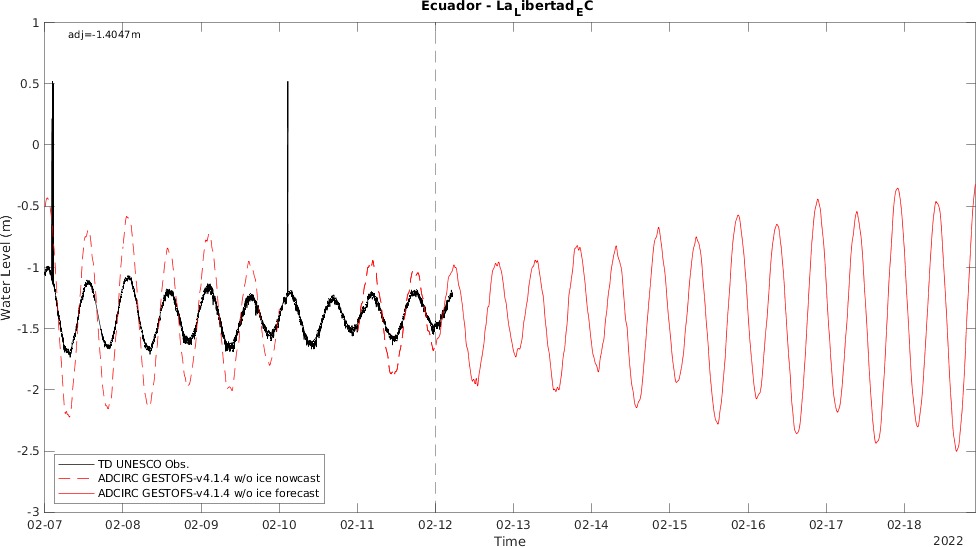 Ecuador - LaLibertadEC
adj=-1.4047m
1
0.5
0
-0.5
-1
-1.5
-2
-2.5
-3
Water Level (m)
TD UNESCO Obs.
ADCIRC GESTOFS-v4.1.4 w/o ice nowcast
ADCIRC GESTOFS-v4.1.4 w/o ice forecast
02-07 02-08 02-09 02-10 02-11 02-12 02-13 02-14 02-15 02-16 02-17 02-18
Time
2022